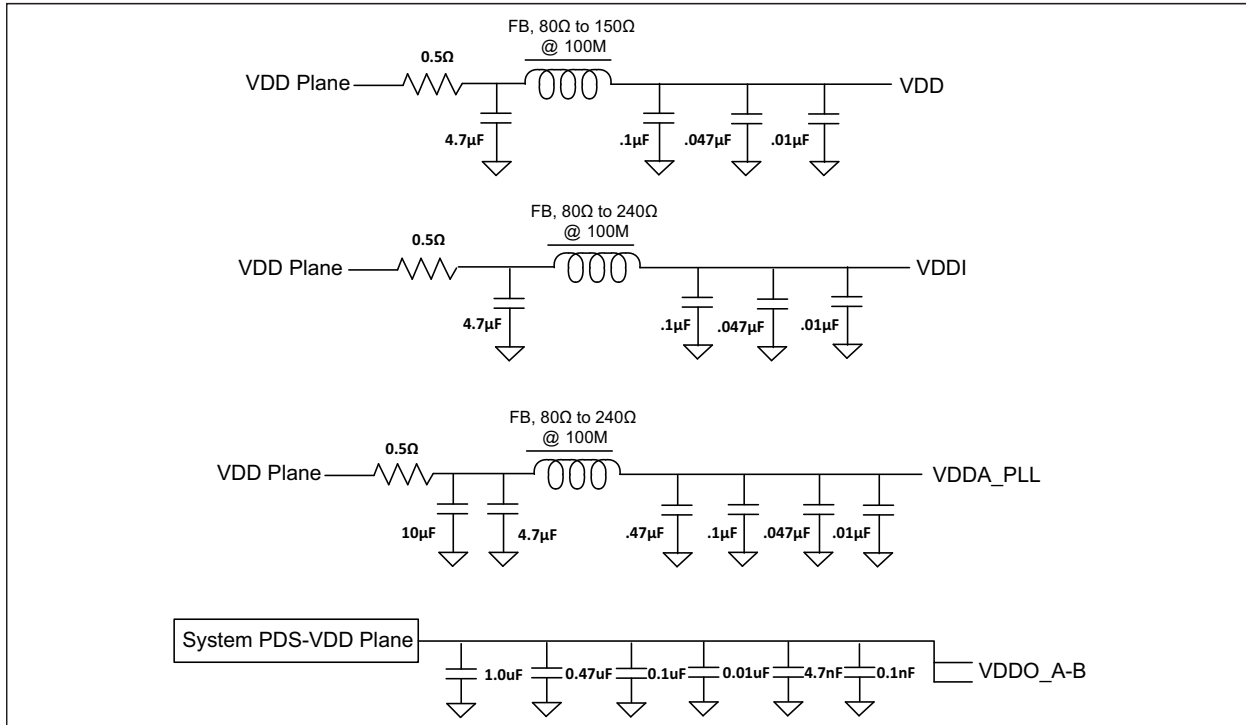 FB, 80Ω to 150Ω
@ 100M
0.5Ω
VDD Plane
VDD
4.7µF
.1µF
.047µF
.01µF
FB, 80Ω to 240Ω
@ 100M
0.5Ω
VDD Plane
VDDI
4.7µF
.1µF
.047µF
.01µF
FB, 80Ω to 240Ω
@ 100M
0.5Ω
VDD Plane
VDDA_PLL
10µF
4.7µF
.47µF
.1µF
.047µF
.01µF
System PDS-VDD Plane
1.0uF
0.47uF
0.1uF
0.01uF
4.7nF
0.1nF
VDDO_A-B